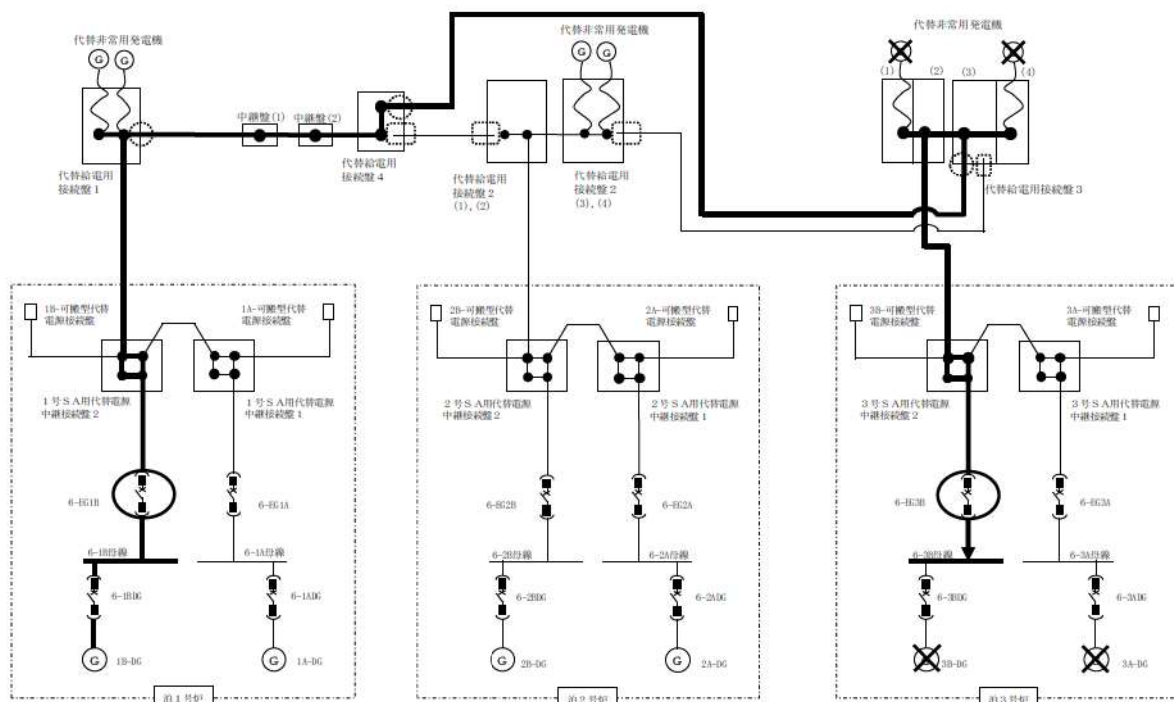 代替非常用発電機
G
G
代替非常用発電機
G
G
G
G
(1)
(2)
(3)
(4)
中継盤(1)
中継盤(2)
代替給電用
接続盤1
代替給電用
接続盤4
代替給電用
接続盤2
(1),(2)
代替給電用
接続盤2
(3),(4)
代替給電用接続盤3
1B-可搬型代替
電源接続盤
1A-可搬型代替
電源接続盤
1号SA用代替電源
中継接続盤2
1号SA用代替電源
中継接続盤1
6-EG1B
6-EG1A
6-1B母線
6-1A母線
6-1BDG
6-1ADG
G
1B-DG
G
1A-DG
泊1号炉
2B-可搬型代替
電源接続盤
2A-可搬型代替
電源接続盤
2号SA用代替電源
中継接続盤2
2号SA用代替電源
中継接続盤1
6-EG2B
6-EG2A
6-2B母線
6-2A母線
6-2BDG
6-2ADG
G
2B-DG
G
2A-DG
泊2号炉
3B-可搬型代替
電源接続盤
3A-可搬型代替
電源接続盤
3号SA用代替電源
中継接続盤2
3号SA用代替電源
中継接続盤1
6-EG3B
6-EG3A
6-3B母線
6-3A母線
6-3BDG
6-3ADG
G
3B-DG
G
3A-DG
泊3号炉